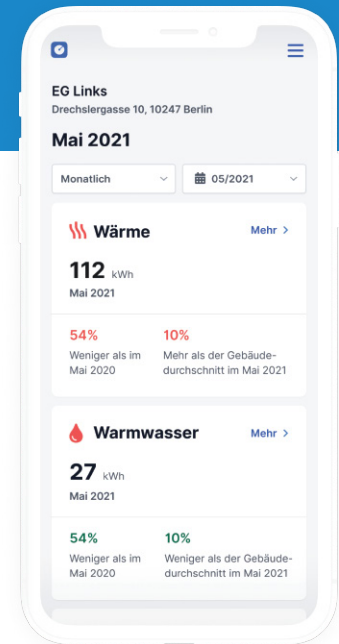 EG Links
Drechslergasse 10, 10247 Berlin
Mai 2021
Monatlich
05/2021
Wärme
Mehr >
112 kWh
Mai 2021
54%
Weniger als im
Mai 2020
10%
Mehr als der Gebäude-
durchschnitt im Mai 2021
Warmwasser
Mehr >
27 kWh
Mai 2021
54%
Weniger als im
Mai 2020
10%
Weniger als der Gebäude-
durchschnitt im Mai 2021